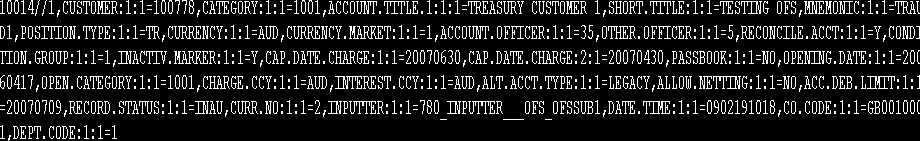 10014//1,CUSTOMER:1:1=100778,CATEGORY:1:1=1001,ACCOUNT.TITLE.1:1:1=TREASURY CUSTOMER 1,SHORT.TITLE:1:1=TESTING OFS,MNEMONIC:1:1=TRAU
D1,POSITION.TYPE:1:1=TR,CURRENCY:1:1=AUD,CURRENCY.MARKET:1:1=1,ACCOUNT.OFFICER:1:1=35,OTHER.OFFICER:1:1=5,RECONCILE.ACCT:1:1=Y,CONDI
TION.GROUP:1:1=1,INACTIV.MARKER:1:1=Y,CAP.DATE.CHARGE:1:1=20070630,CAP.DATE.CHARGE:2:1=20070430,PASSBOOK:1:1=NO,OPENING.DATE:1:1=200
60417,OPEN.CATEGORY:1:1=1001,CHARGE.CCY:1:1=AUD,INTEREST.CCY:1:1=AUD,ALT.ACCT.TYPE:1:1=LEGACY,ALLOW.NETTING:1:1=NO,ACC.DEB.LIMIT:1:1
=20070709,RECORD.STATUS:1:1=INAU,CURR.NO:1:1=2,INPUTTER:1:1=780_INPUTTER___OFS_OFSSUB1,DATE.TIME:1:1=0902191018,CO.CODE:1:1=GB001000
1,DEPT.CODE:1:1=1